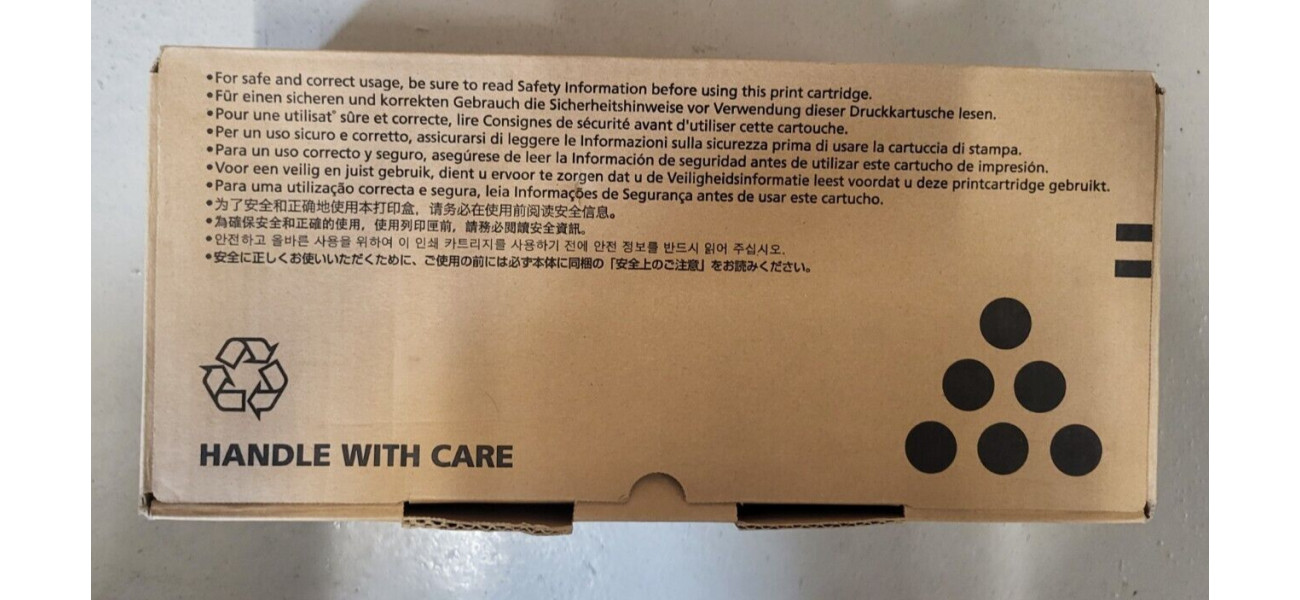 •For safe and correct usage, be sure to read Safety Information before using this print cartridge.
•Für einen sicheren und korrekten Gebrauch die Sicherheitshinweise vor Verwendung dieser Druckkartusche lesen.
•Pour une utilisat˚ sûre et correcte, lire Consignes de sécurité avant d'utiliser cette cartouche.
•Per un uso sicuro e corretto, assicurarsi di leggere le Informazioni sulla sicurezza prima di usare la cartuccia di stampa.
•Para un uso correcto y seguro, asegúrese de leer la Información de seguridad antes de utilizar este cartucho de impresión.
•Voor een veilig en juist gebruik, dient u ervoor te zorgen dat u de Veiligheidsinformatie leest voordat u deze printcartridge gebruikt.
•Para uma utilização correcta e segura, leia Informações de Segurança antes de usar este cartucho.
•为了安全和正确地使用本打印盒，请务必在使用前阅读安全信息。
•為確保安全和正確的使用，使用列印匣前，請務必閱讀安全資訊。
•안전하고 올바른 사용을 위하여 이 인쇄 카트리지를 사용하기 전에 안전 정보를 반드시 읽어 주십시오.
•安全に正しくお使いいただくために、ご使用の前には必ず本体に同梱の「安全上のご注意」をお読みください。
HANDLE WITH CARE